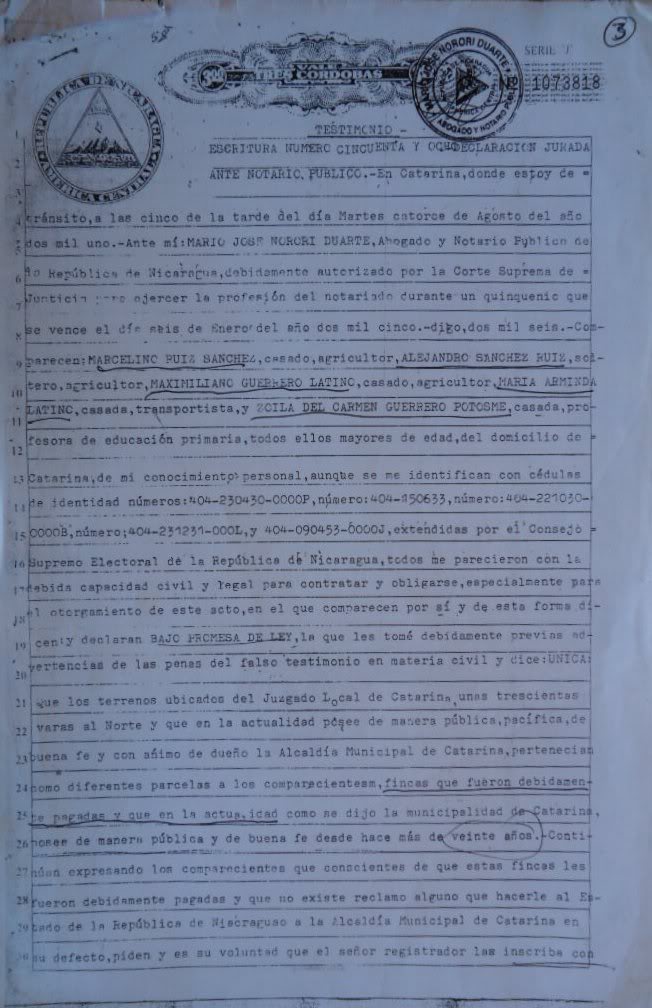 3
VALE
TRES CORDOBAS
SERIE "J"
1073818
MARIO JOSE NORORI DUARTE
ABOGADO Y NOTARIO
TESTIMONIO -
ESCRITURA NUMERO CINCUENTA Y OCHO DECLARACION JURADA
2 ANTE NOTARIO PUBLICO.-En Catarina,donde estoy de =
3
4 tránsito,a las cinco de la tarde del día Martes catorce de Agosto del año
5 dos mil uno.-Ante mí:MARIO JOSE NORORI DUARTE,Abogado y Notario Público de
6 la República de Nicaragua,debidamente autorizado por la Corte Suprema de =
7 Justicia para ejercer la profesión del notariado durante un quinquenio que
8 se vence el día seis de Enero del año dos mil cinco.-digo,dos mil seis.-Com-
9 parecen:MARCELINO RUIZ SANCHEZ,casado,agricultor,ALEJANDRO SANCHEZ RUIZ,sol-
10 tero,agricultor,MAXIMILIANO GUERRERO LATINO,casado,agricultor,MARIA ARMINDA
11 LATINO,casada,transportista,y ZOILA DEL CARMEN GUERRERO POTOSME,casada,pro-
12 fesora de educación primaria,todos ellos mayores de edad,del domicilio de =
13 Catarina,de mi conocimiento personal,aunque se me identifican con cédulas
14 de identidad números:404-230430-0000P,número:404-150633,número:404-221030-
15 0000B,número;404-231231-000L,y 404-090453-0000J,extendidas por el Consejo =
16 Supremo Electoral de la República de Nicaragua,todos me parecieron con la
17 debida capacidad civil y legal para contratar y obligarse,especialmente para
18 el otorgamiento de este acto,en el que comparecen por sí y de esta forma di-
19 cen:y declaran BAJO PROMESA DE LEY,la que les tomé debidamente previas ad-
20 vertencias de las penas del falso testimonio en materia civil y dice:UNICA:
21 Que los terrenos ubicados del Juzgado Local de Catarina,unas trescientas
22 varas al Norte y que en la actualidad posee de manera pública,pacífica,de
23 buena fe y con ánimo de dueño la Alcaldía Municipal de Catarina,pertenecian
24 como diferentes parcelas a los comparecientesm,fincas que fueron debidamen-
25 te pagadas y que en la actua,idad como se dijo la municipalidad de Catarina,
26 posee de manera pública y de buena fe desde hace más de veinte años.-Conti-
27 núan expresando los comparecientes que conscientes de que estas fincas les
28 fueron debidamente pagadas y que no existe reclamo alguno que hacerle al Es-
29 tado de la República de Niacraguao a la Alcaldía Municipal de Catarina en
30 su defecto,piden y es su voluntad que el señor registrador las inscriba con